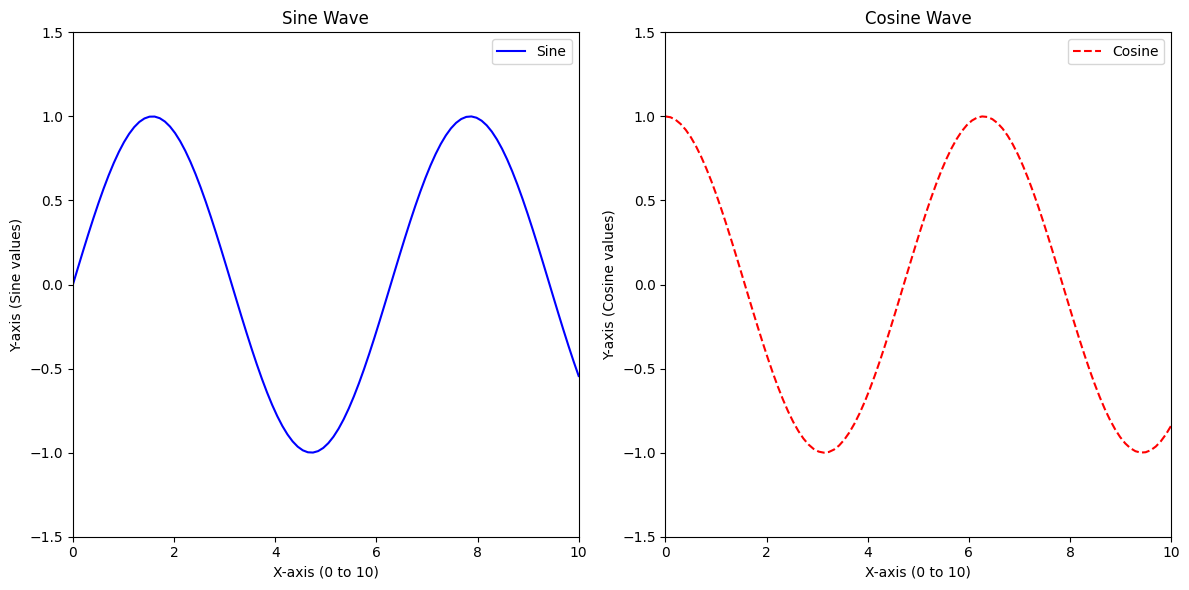 Sine Wave
Sine
1.5
1.0
0.5
0.0
−0.5
−1.0
−1.5
Y-axis (Sine values)
0 2 4 6 8 10
X-axis (0 to 10)
Cosine Wave
Cosine
1.5
1.0
0.5
0.0
−0.5
−1.0
−1.5
Y-axis (Cosine values)
0 2 4 6 8 10
X-axis (0 to 10)